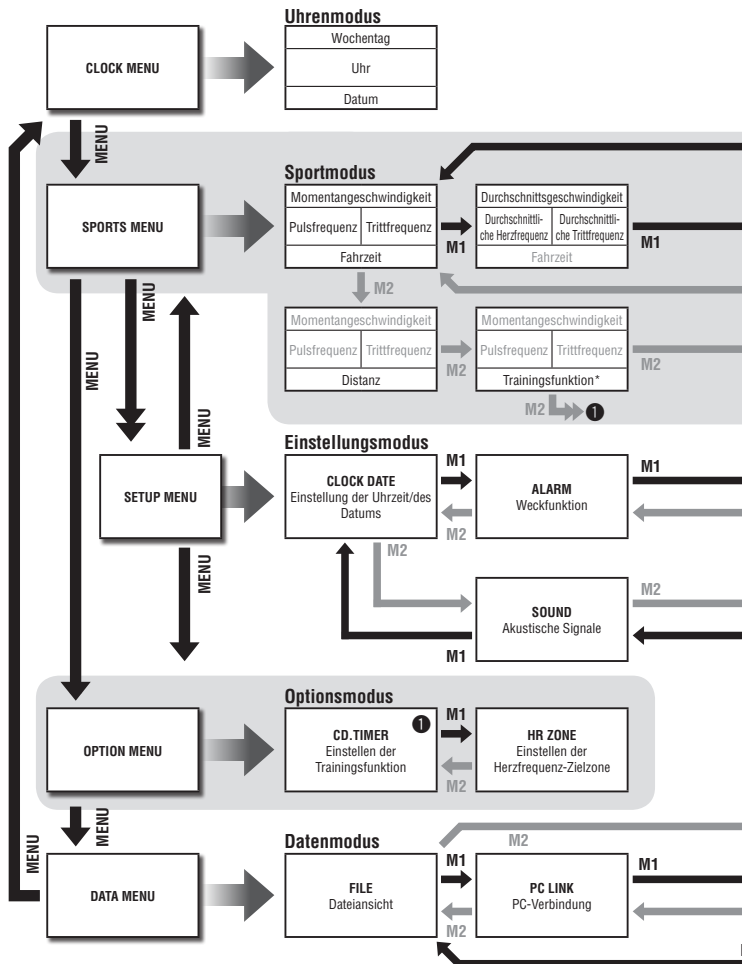 Uhrenmodus
CLOCK MENU
Wochentag
Uhr
Datum
MENU
Sportmodus
SPORTS MENU
Momentangeschwindigkeit
Pulsfrequenz
Trittfrequenz
Fahrzeit
M1
Durchschnittsgeschwindigkeit
Durchschnittli-
che Herzfrequenz
Durchschnittli-
che Trittfrequenz
Fahrzeit
M1
M2
MENU
MENU
MENU
Momentangeschwindigkeit
Pulsfrequenz
Trittfrequenz
Distanz
M2
Momentangeschwindigkeit
Pulsfrequenz
Trittfrequenz
Trainingsfunktion*
M2
M2
1
Einstellungsmodus
SETUP MENU
CLOCK DATE
Einstellung der Uhrzeit/des
Datums
M1
M2
ALARM
Weckfunktion
M1
M2
MENU
SOUND
Akustische Signale
M2
M1
Optionsmodus
OPTION MENU
CD.TIMER
1
Einstellen der
Trainingsfunktion
M1
M2
HR ZONE
Einstellen der
Herzfrequenz-Zielzone
MENU
MENU
Datenmodus
DATA MENU
FILE
Dateiansicht
M2
M1
M2
PC LINK
PC-Verbindung
M1